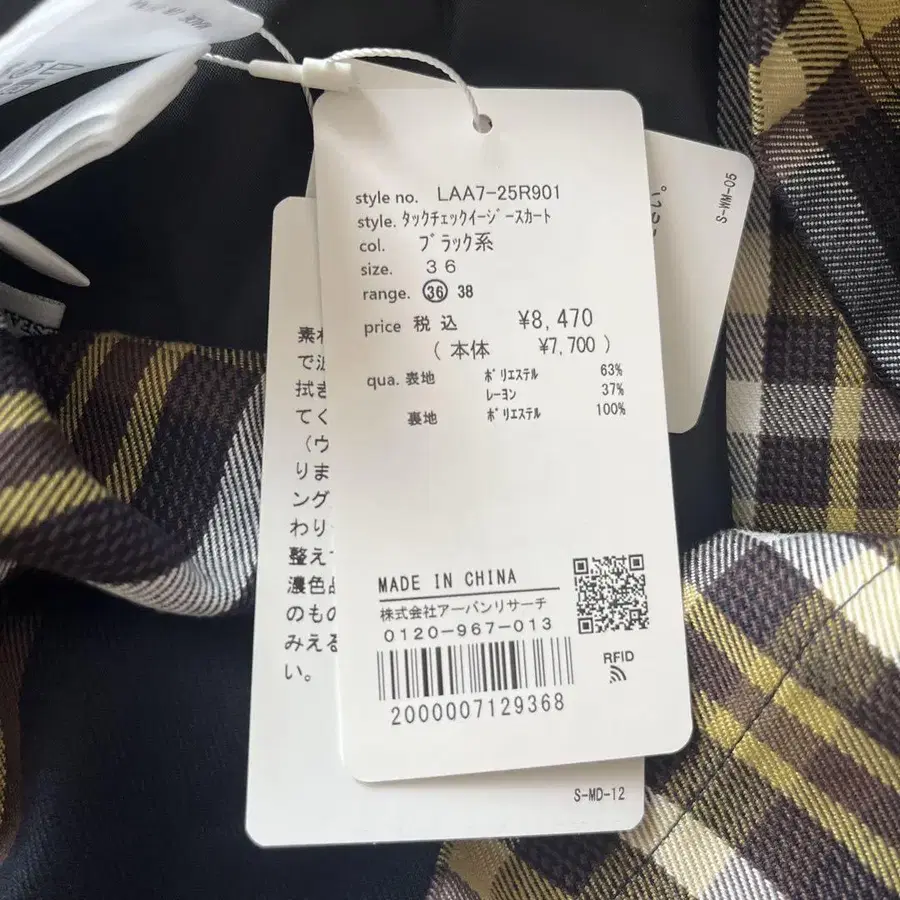 style no. LAA7-25R901
style. タックチェックイージースカート
col. ブラック系
size. 36
range. 36 38
price 税込 ¥8,470
( 本体 ¥7,700 )
qua. 表地 ポリエステル 63%
レーヨン 37%
裏地 ポリエステル 100%
MADE IN CHINA
株式会社アーバンリサーチ
0120-967-013
RFID
2000007129368
素材
で
拭き
てく
(ウ
りま
ング
わり
整えて
濃色品
のもの
みえる
い。
S-MD-12
S-WM-05